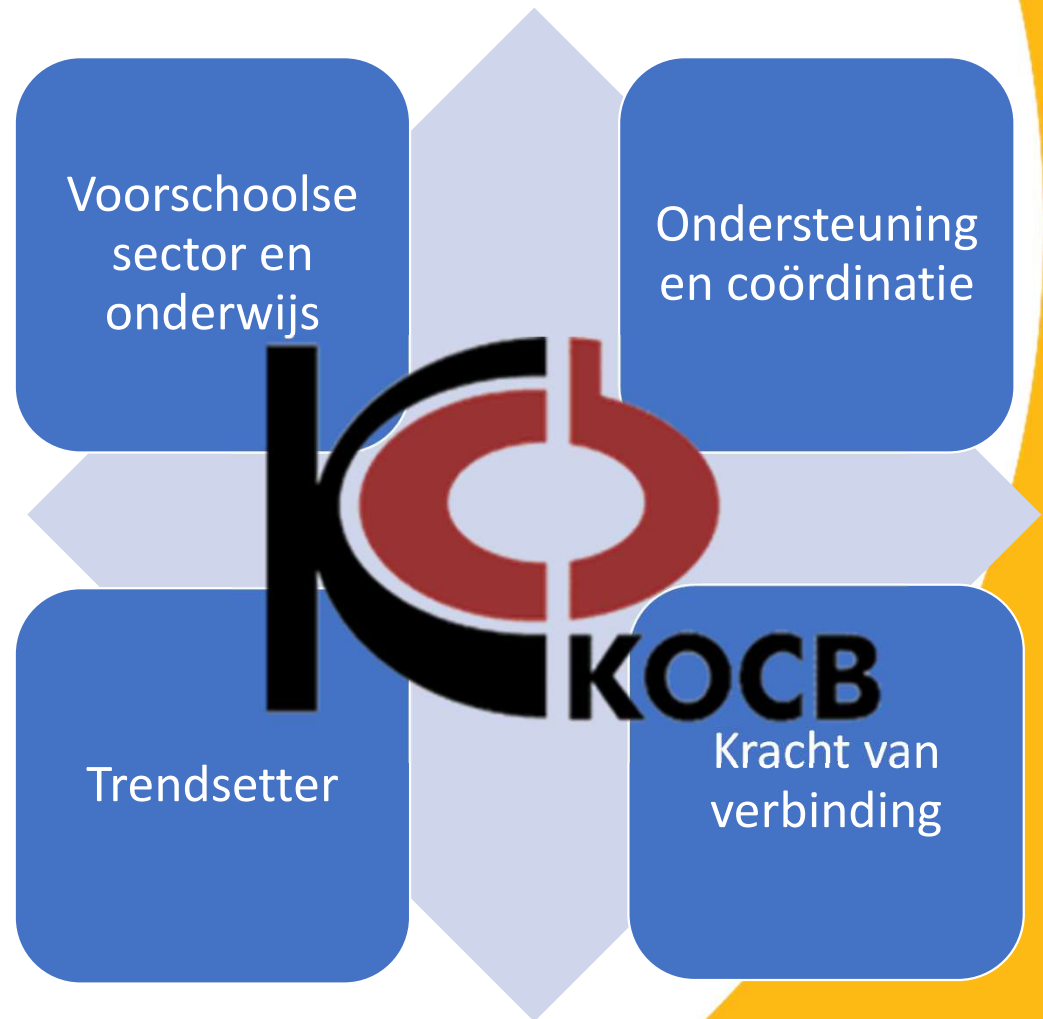 Voorschoolse
sector en
onderwijs
Ondersteuning
en coördinatie
KOCB
Trendsetter
Kracht van
verbinding